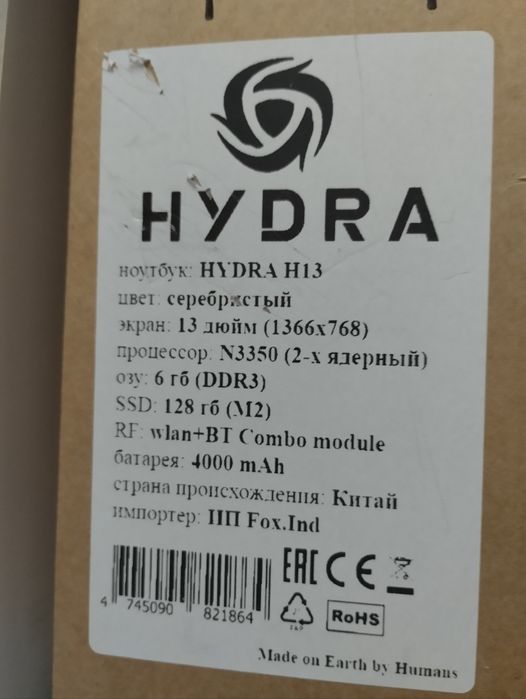 HYDRA
ноутбук: HYDRA H13
цвет: серебристый
экран: 13 дюйм (1366x768)
процессор: N3350 (2-х ядерный)
озу: 6 гб (DDR3)
SSD: 128 гб (M2)
RF: wlan+BT Combo module
батарея: 4000 mAh
страна происхождения: Китай
импортер: ИП Fox.Ind
EAC CE
4 745090 821864
RoHS
Made on Earth by Humans